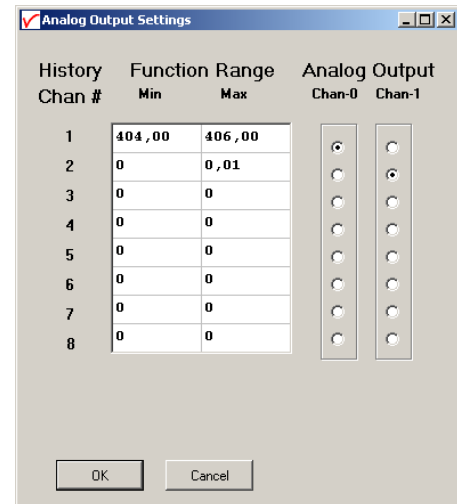 Analog Output Settings
History Function Range Analog Output
Chan # Min Max Chan-0 Chan-1
1 404,00 406,00
2 0 0,01
3 0 0
4 0 0
5 0 0
6 0 0
7 0 0
8 0 0
OK Cancel